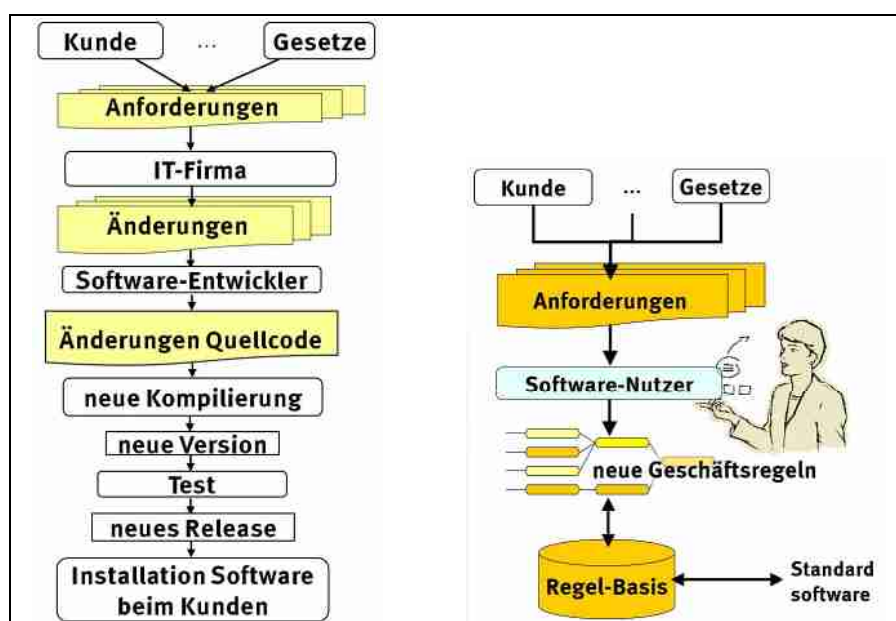 Kunde
...
Gesetze
Anforderungen
IT-Firma
Änderungen
Software-Entwickler
Änderungen Quellcode
neue Kompilierung
neue Version
Test
neues Release
Installation Software
beim Kunden
Kunde
...
Gesetze
Anforderungen
Software-Nutzer
neue Geschäftsregeln
Regel-Basis
Standard
software